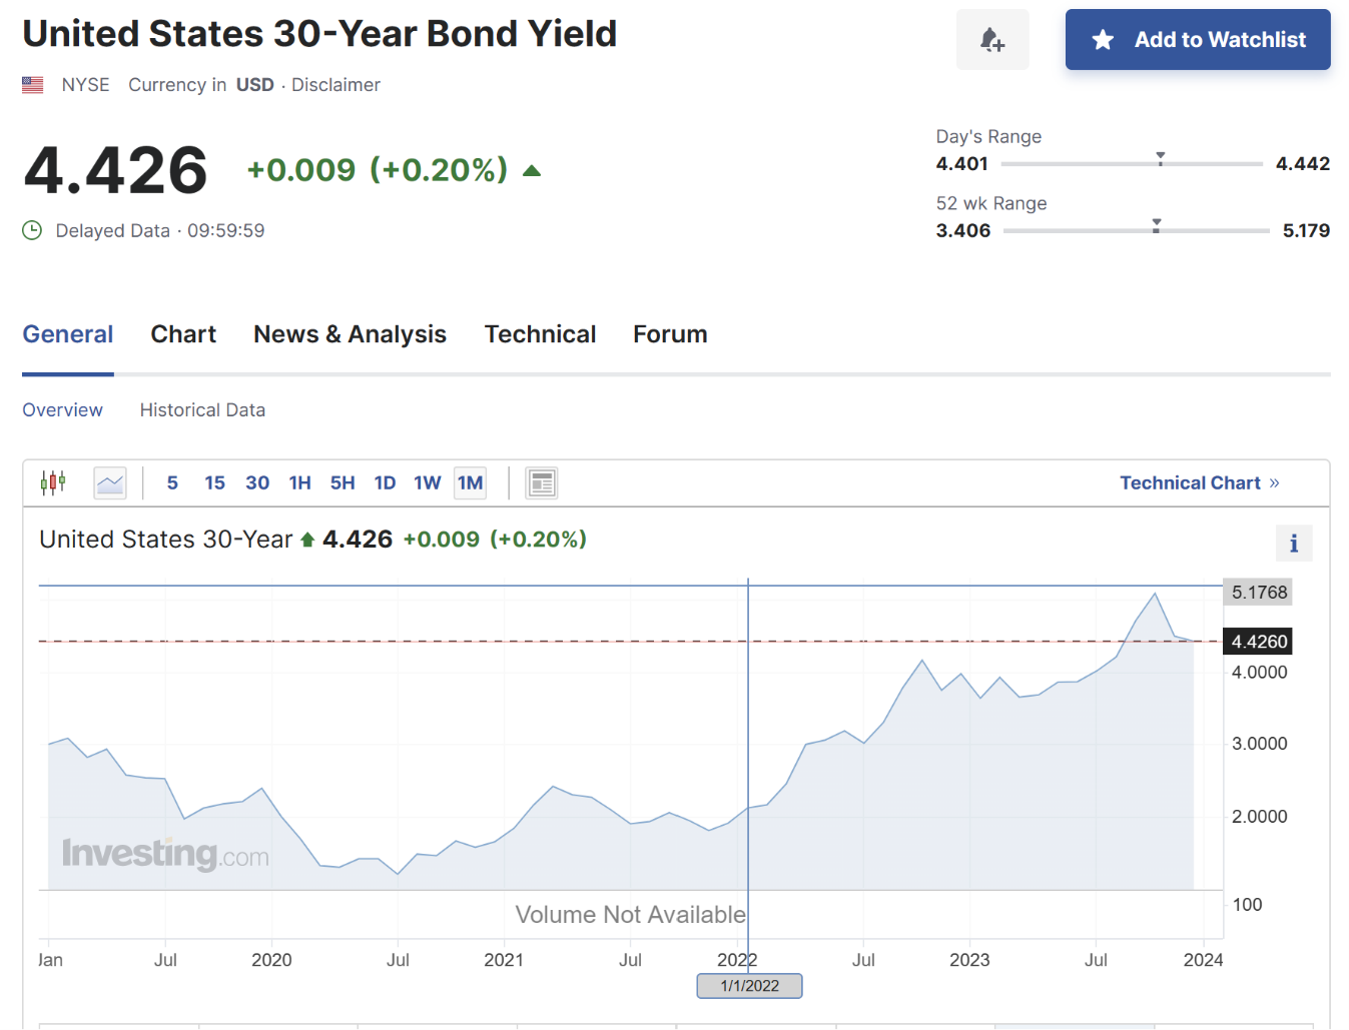 United States 30-Year Bond Yield
Add to Watchlist
NYSE Currency in USD · Disclaimer
4.426 +0.009 (+0.20%)
Delayed Data · 09:59:59
Day's Range
4.401 4.442
52 wk Range
3.406 5.179
General Chart News & Analysis Technical Forum
Overview Historical Data
5 15 30 1H 5H 1D 1W 1M Technical Chart »
United States 30-Year 4.426 +0.009 (+0.20%)
i
5.1768
4.4260
4.0000
3.0000
2.0000
Investing.com
100
Volume Not Available
Jan Jul 2020 Jul 2021 Jul 2022 Jul 2023 Jul 2024
1/1/2022